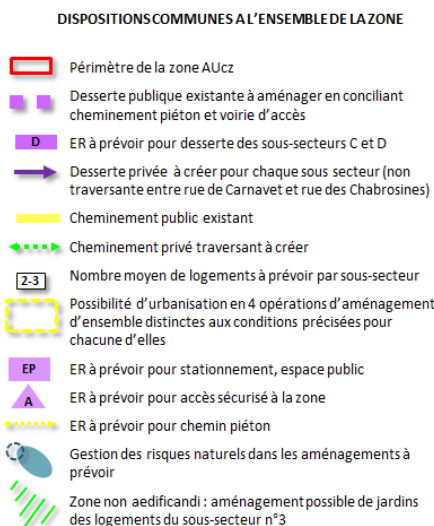 DISPOSITIONS COMMUNES A L'ENSEMBLE DE LA ZONE
Périmètre de la zone AUcz
Desserte publique existante à aménager en conciliant
cheminement piéton et voirie d'accès
D ER à prévoir pour desserte des sous-secteurs C et D
Desserte privée à créer pour chaque sous secteur (non
traversante entre rue de Carnavet et rue des Chabrosines)
Cheminement public existant
Cheminement privé traversant à créer
2-3 Nombre moyen de logements à prévoir par sous-secteur
Possibilité d'urbanisation en 4 opérations d'aménagement
d'ensemble distinctes aux conditions précisées pour
chacune d'elles
EP ER à prévoir pour stationnement, espace public
A ER à prévoir pour accès sécurisé à la zone
ER à prévoir pour chemin piéton
Gestion des risques naturels dans les aménagements à
prévoir
Zone non aedificandi : aménagement possible de jardins
des logements du sous-secteur n°3